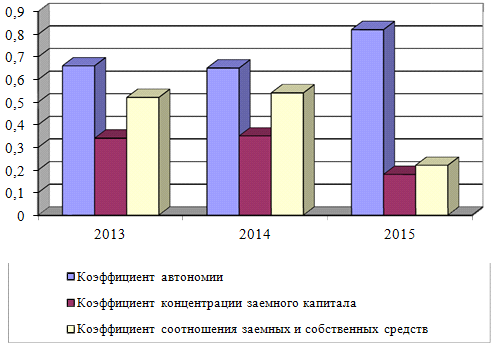 0,9
0,8
0,7
0,6
0,5
0,4
0,3
0,2
0,1
0
2013 2014 2015
Коэффициент автономии
Коэффициент концентрации заемного капитала
Коэффициент соотношения заемных и собственных средств